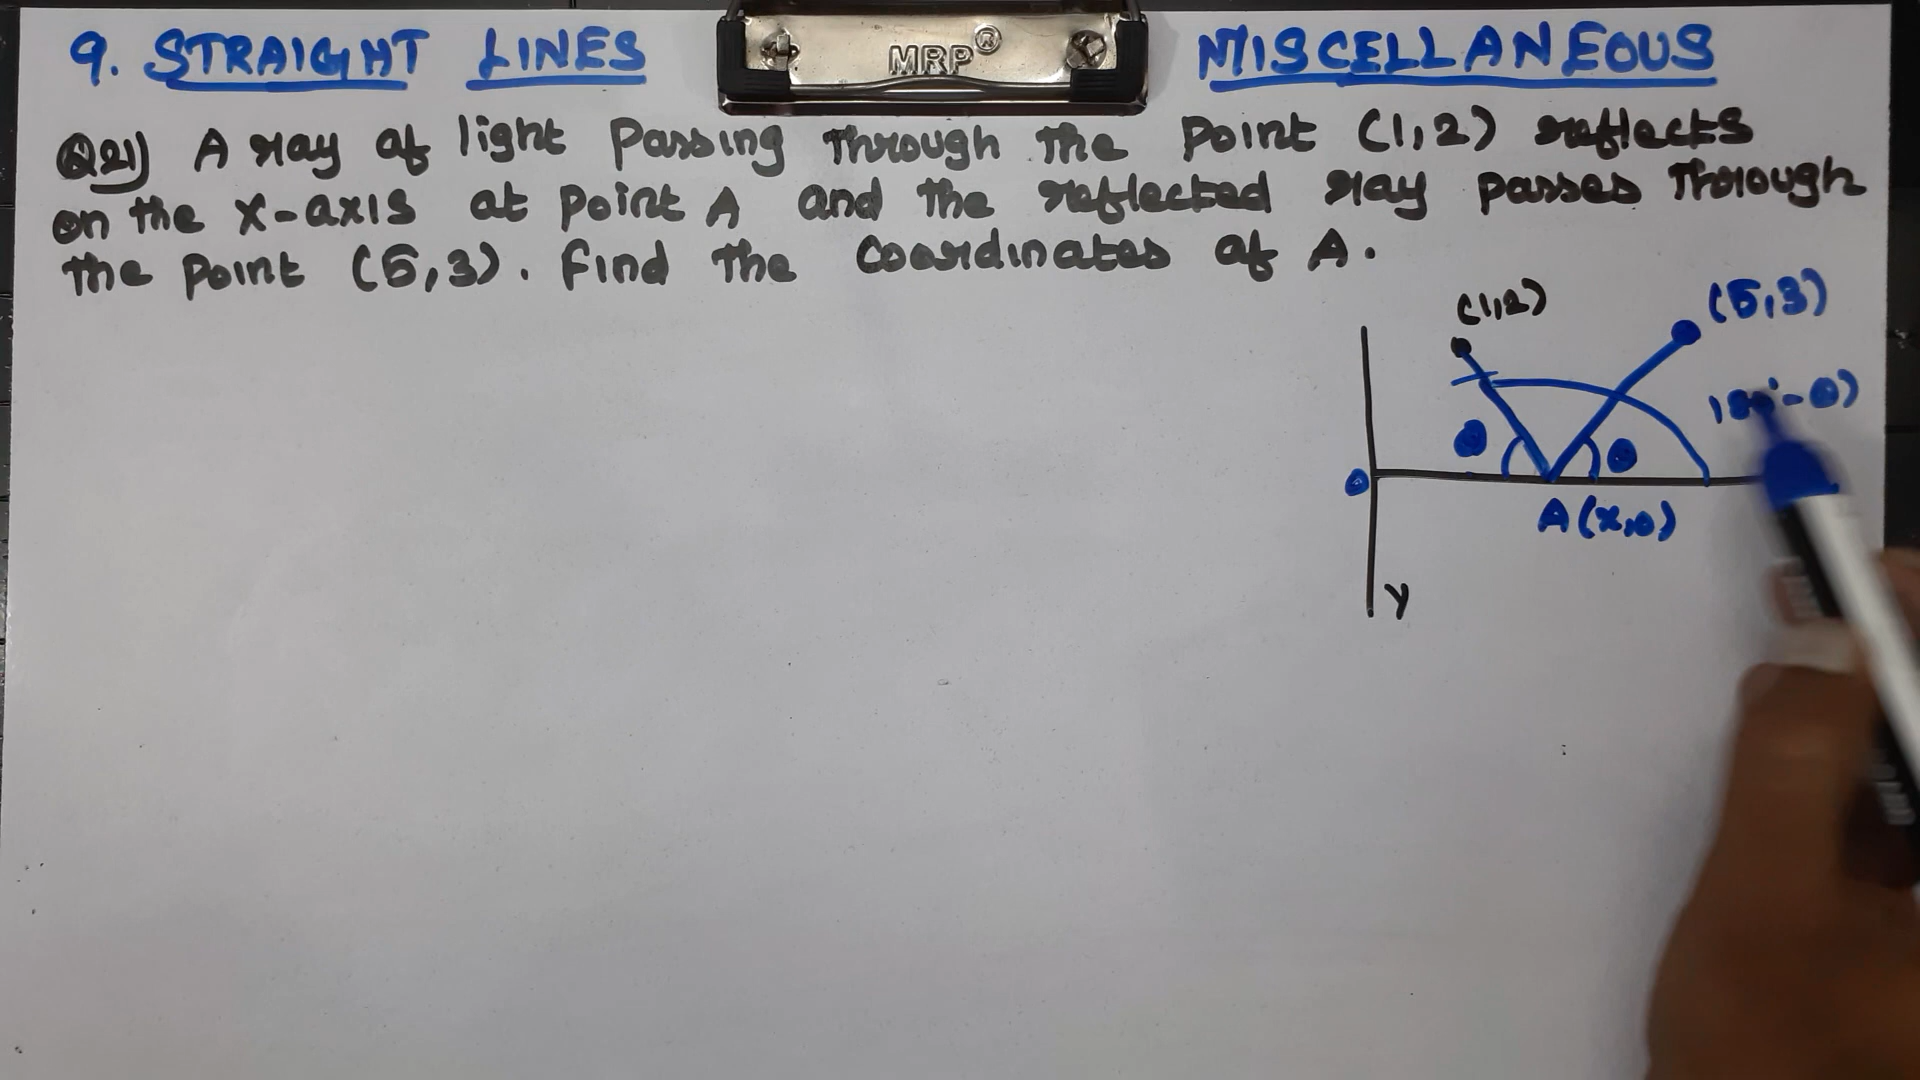 9. STRAIGHT LINES
MRP®
MISCELLANEOUS
Q21) A ray of light passing through the point (1,2) reflects
on the x-axis at point A and the reflected ray passes through
the point (5,3). Find the coordinates of A.
(1,2)
(5,3)
180°-θ)
θ
θ
0
A(x,0)
Y